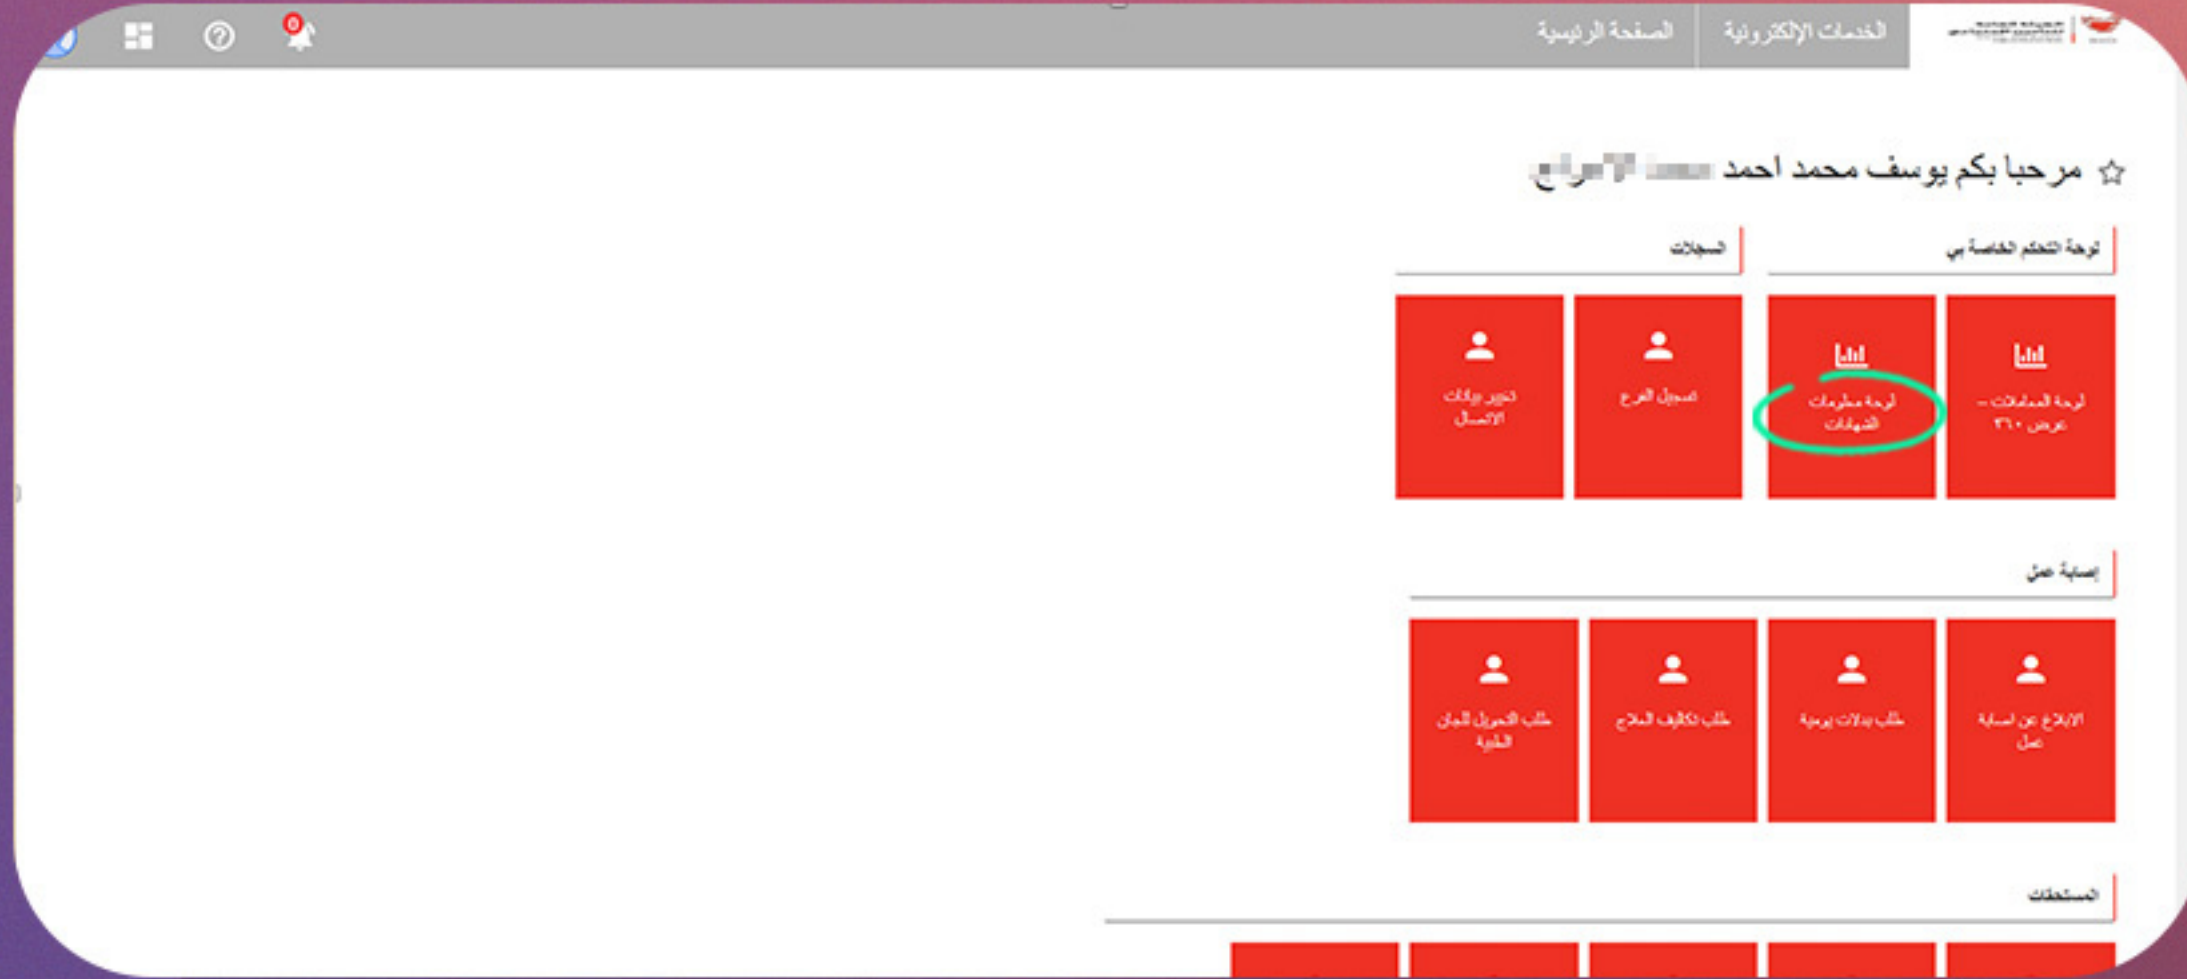 الخدمات الإلكترونية
الصفحة الرئيسية
0
مرحبا بكم يوسف محمد احمد
لوحة التحكم الخاصة بي
السجلات
لوحة المعاملات –
عرض ٣٦٠
لوحة معلومات
الشهادات
تسجيل الفرع
تغيير بيانات
الاتصال
إصابة عمل
الابلاغ عن اصابة
عمل
طلب بدلات يومية
طلب تكاليف العلاج
طلب التحويل للجان
الطبية
المستحقات